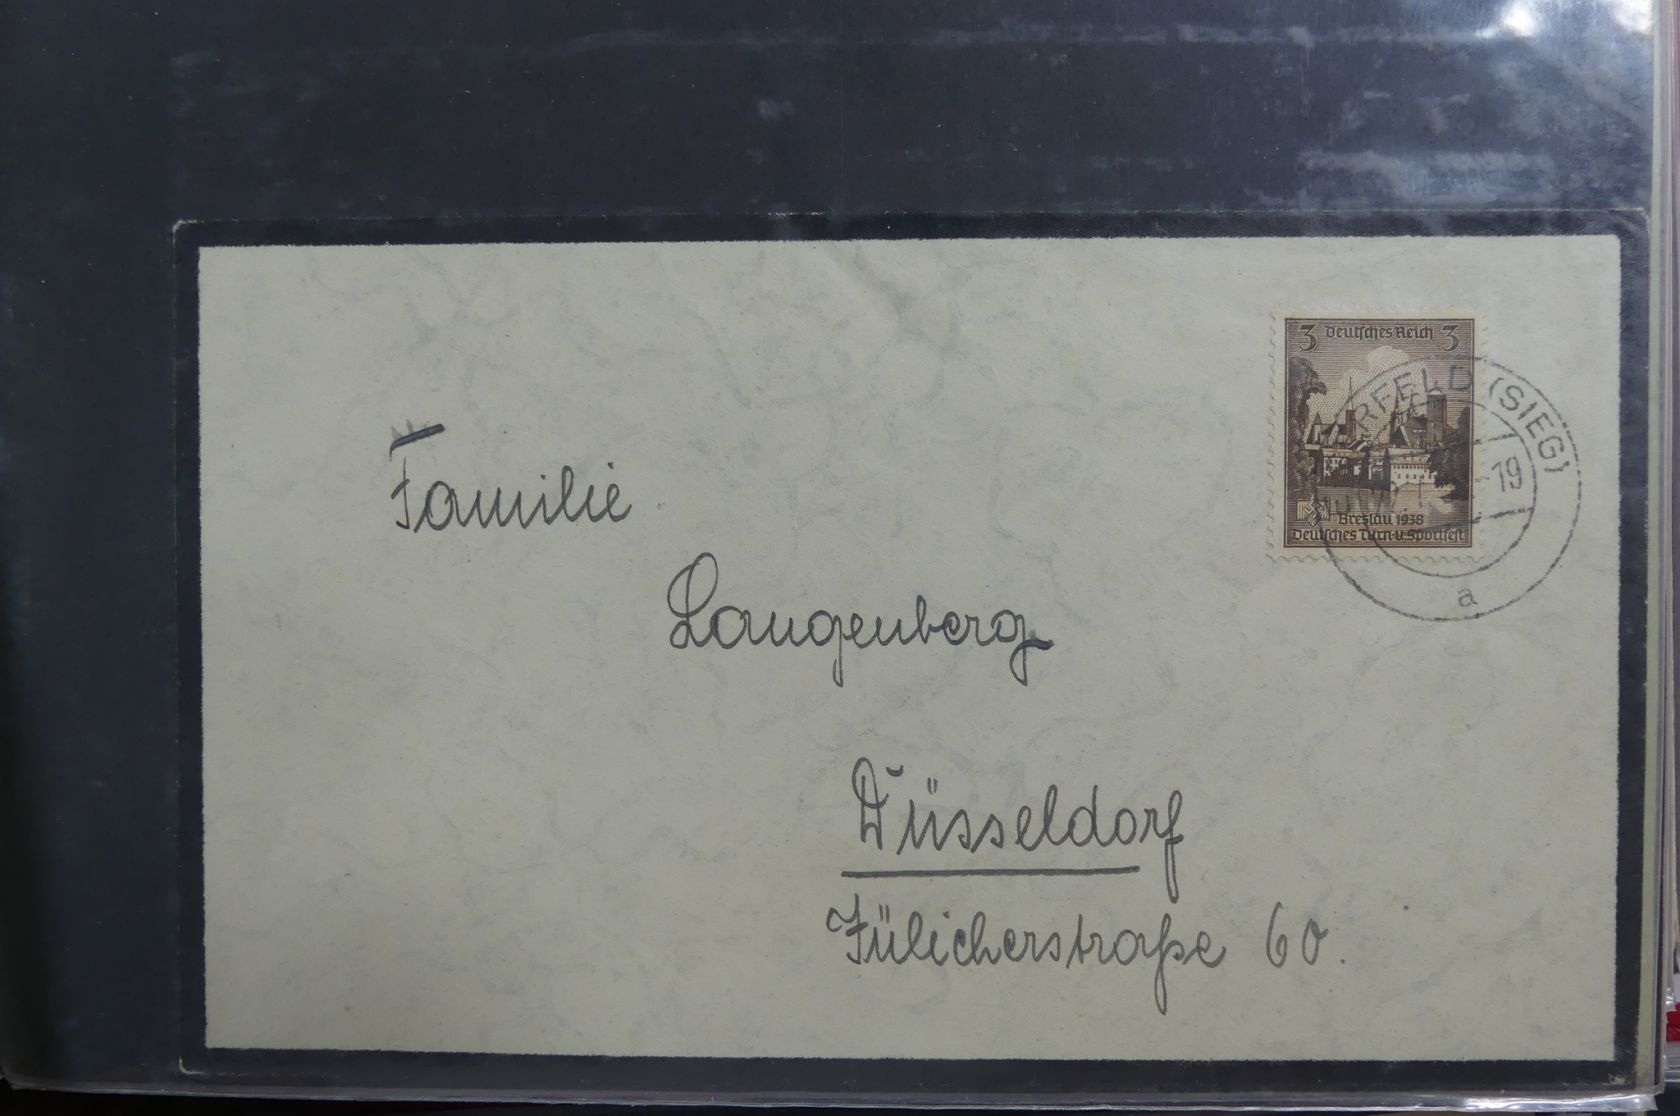 3 Deutsches Reich 3
RFELD (SIEG)
-19
Breslau 1938
Deutsches Turn-u.Sportfest
a
Familie
Langenberg
Düsseldorf
Jülicherstraße 60.